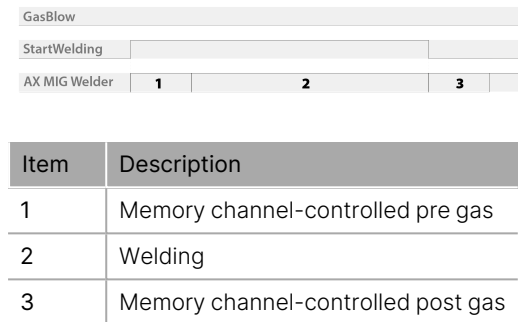 GasBlow
StartWelding
AX MIG Welder 1 2 3
Item Description
1 Memory channel-controlled pre gas
2 Welding
3 Memory channel-controlled post gas